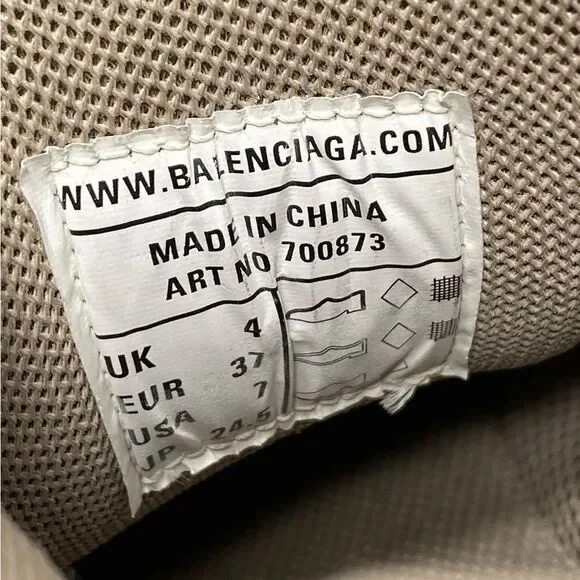 WWW.BALENCIAGA.COM
MADE IN CHINA
ART NO 700873
UK 4
EUR 37
USA 7
JP 24.5